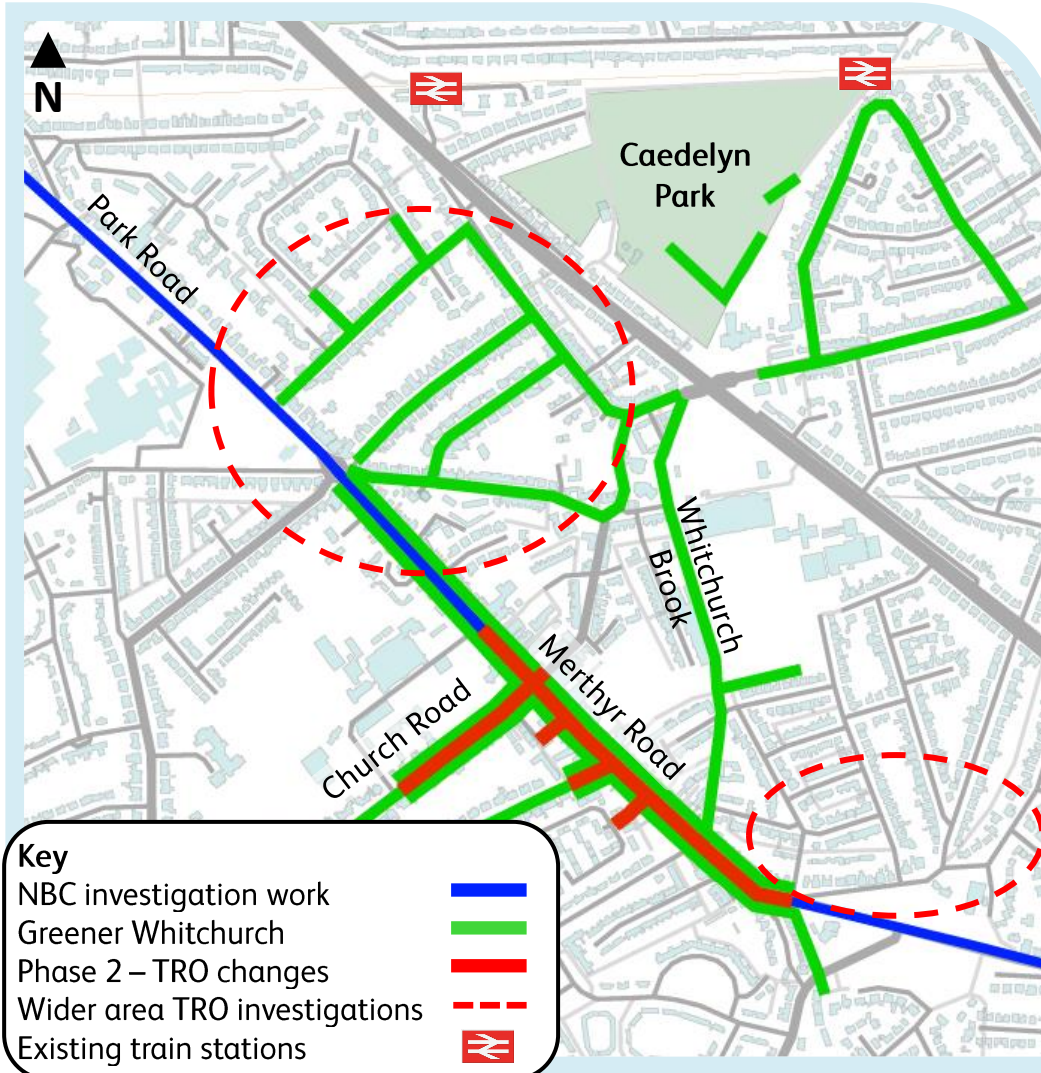 N
Caedelyn
Park
Park Road
Whitchurch
Brook
Merthyr Road
Church Road
Key
NBC investigation work
Greener Whitchurch
Phase 2 – TRO changes
Wider area TRO investigations
Existing train stations